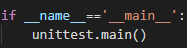 if __name__=='__main__':
    unittest.main()